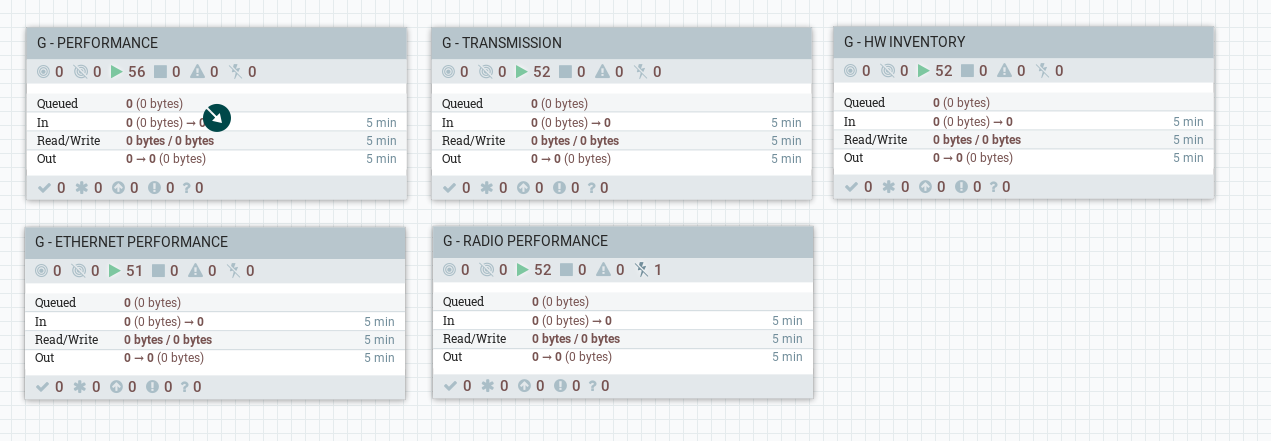 G - PERFORMANCE
0 0 56 0 0 0
Queued 0 (0 bytes)
In 0 (0 bytes) → 0 5 min
Read/Write 0 bytes / 0 bytes 5 min
Out 0 → 0 (0 bytes) 5 min
0 0 0 0 ? 0
G - TRANSMISSION
0 0 52 0 0 0
Queued 0 (0 bytes)
In 0 (0 bytes) → 0 5 min
Read/Write 0 bytes / 0 bytes 5 min
Out 0 → 0 (0 bytes) 5 min
0 0 0 0 ? 0
G - HW INVENTORY
0 0 52 0 0 0
Queued 0 (0 bytes)
In 0 (0 bytes) → 0 5 min
Read/Write 0 bytes / 0 bytes 5 min
Out 0 → 0 (0 bytes) 5 min
0 0 0 0 ? 0
G - ETHERNET PERFORMANCE
0 0 51 0 0 0
Queued 0 (0 bytes)
In 0 (0 bytes) → 0 5 min
Read/Write 0 bytes / 0 bytes 5 min
Out 0 → 0 (0 bytes) 5 min
0 0 0 0 ? 0
G - RADIO PERFORMANCE
0 0 52 0 0 1
Queued 0 (0 bytes)
In 0 (0 bytes) → 0 5 min
Read/Write 0 bytes / 0 bytes 5 min
Out 0 → 0 (0 bytes) 5 min
0 0 0 0 ? 0